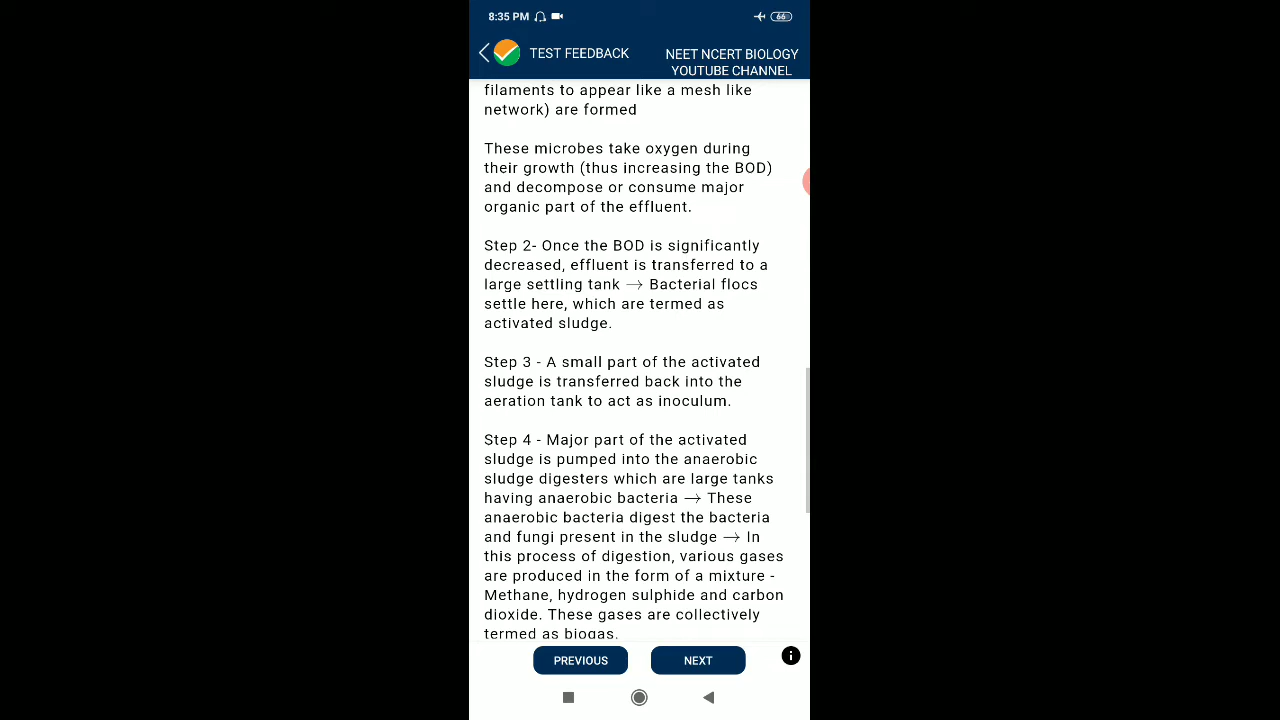 8:35 PM
66
TEST FEEDBACK
NEET NCERT BIOLOGY
YOUTUBE CHANNEL
filaments to appear like a mesh like
network) are formed
These microbes take oxygen during
their growth (thus increasing the BOD)
and decompose or consume major
organic part of the effluent.
Step 2- Once the BOD is significantly
decreased, effluent is transferred to a
large settling tank → Bacterial flocs
settle here, which are termed as
activated sludge.
Step 3 - A small part of the activated
sludge is transferred back into the
aeration tank to act as inoculum.
Step 4 - Major part of the activated
sludge is pumped into the anaerobic
sludge digesters which are large tanks
having anaerobic bacteria → These
anaerobic bacteria digest the bacteria
and fungi present in the sludge → In
this process of digestion, various gases
are produced in the form of a mixture -
Methane, hydrogen sulphide and carbon
dioxide. These gases are collectively
termed as biogas.
PREVIOUS
NEXT